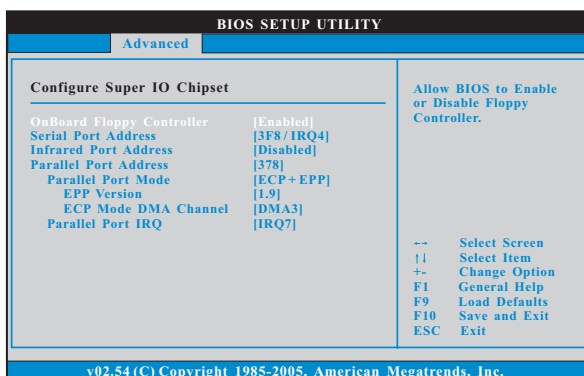 BIOS SETUP UTILITY
Advanced
Configure Super IO Chipset
OnBoard Floppy Controller [Enabled]
Serial Port Address [3F8 / IRQ4]
Infrared Port Address [Disabled]
Parallel Port Address [378]
Parallel Port Mode [ECP + EPP]
EPP Version [1.9]
ECP Mode DMA Channel [DMA3]
Parallel Port IRQ [IRQ7]
Allow BIOS to Enable
or Disable Floppy
Controller.
←→ Select Screen
↑↓ Select Item
+- Change Option
F1 General Help
F9 Load Defaults
F10 Save and Exit
ESC Exit
v02.54 (C) Copyright 1985-2005, American Megatrends, Inc.